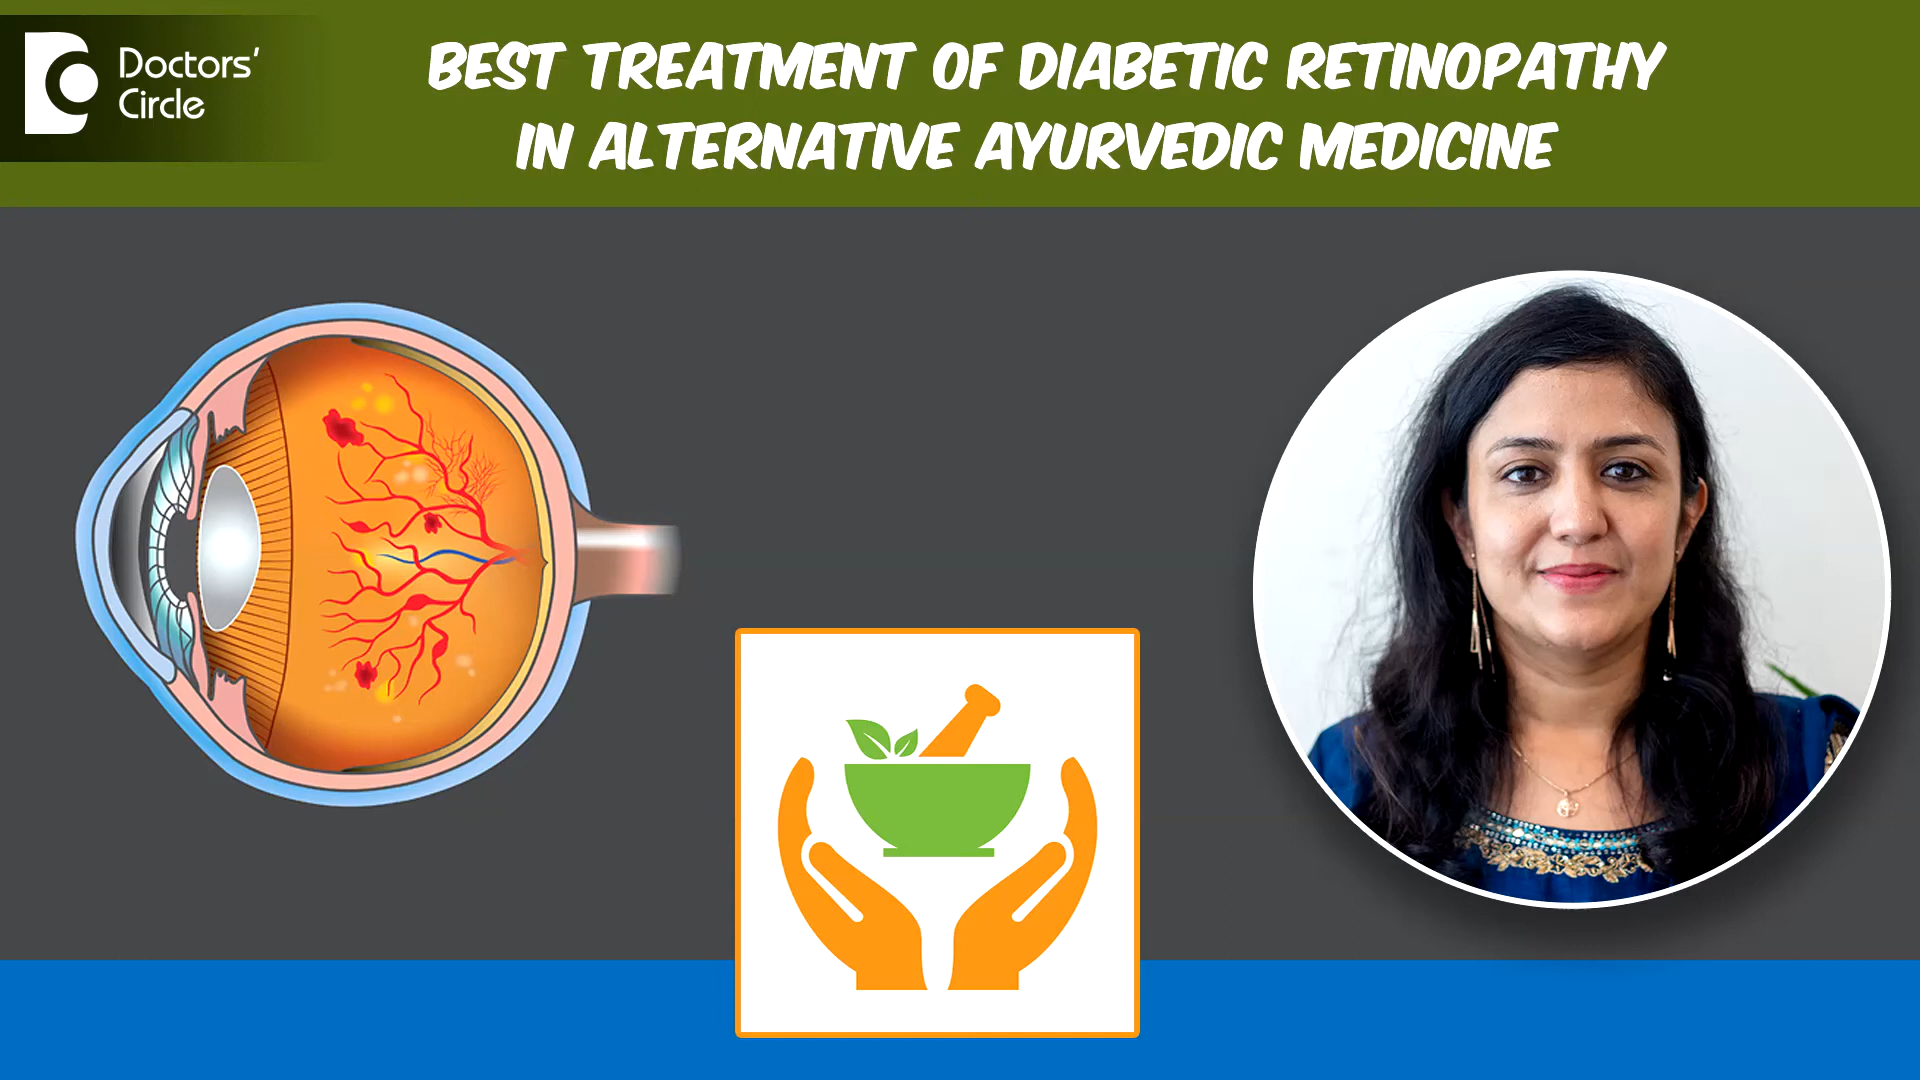 Doctors'
Circle
BEST TREATMENT OF DIABETIC RETINOPATHY
IN ALTERNATIVE AYURVEDIC MEDICINE